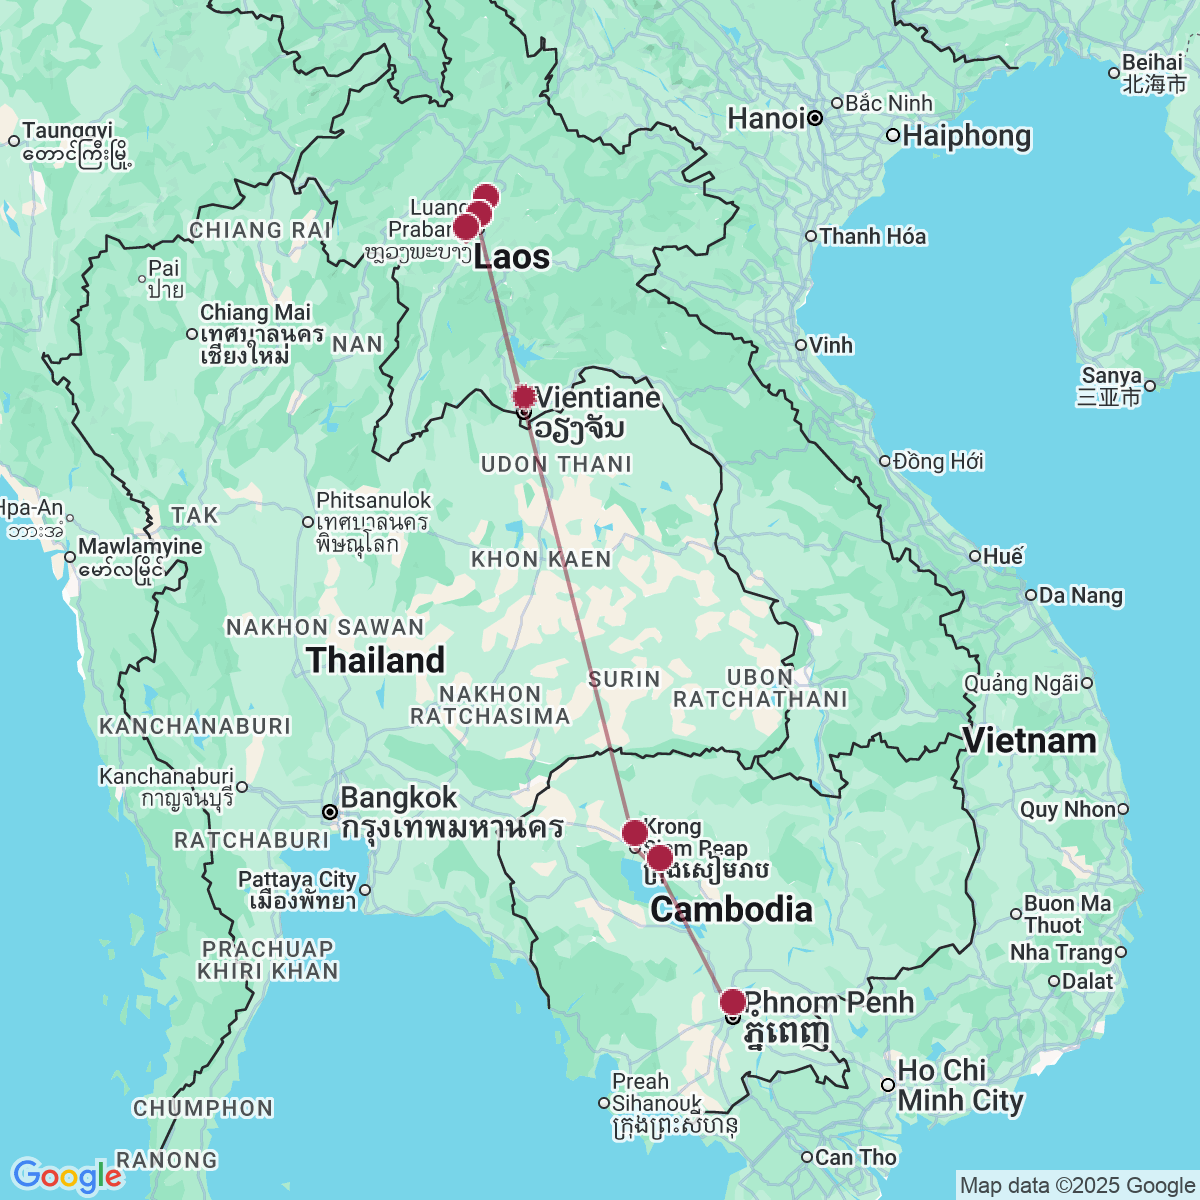 Beihai
北海市
Bắc Ninh
Hanoi
Haiphong
Taunggyi
တောင်ကြီးမြို့
Luang
Praban
ຫຼວງພະບາງ
CHIANG RAI
Thanh Hóa
Laos
Pai
ปาย
Chiang Mai
เทศบาลนคร
เชียงใหม่
NAN
Vinh
Sanya
三亚市
Vientiane
ວຽງຈັນ
UDON THANI
Đồng Hới
Phitsanulok
เทศบาลนคร
พิษณุโลก
Hpa-An
ဘားအံ
TAK
Mawlamyine
မော်လမြိုင်
KHON KAEN
Huế
Da Nang
NAKHON SAWAN
Thailand
SURIN
UBON
RATCHATHANI
NAKHON
RATCHASIMA
Quảng Ngãi
KANCHANABURI
Vietnam
Kanchanaburi
กาญจนบุรี
Bangkok
กรุงเทพมหานคร
Quy Nhon
RATCHABURI
Krong
Siem Reap
ក្រុងសៀមរាប
Pattaya City
เมืองพัทยา
Cambodia
Buon Ma
Thuot
PRACHUAP
KHIRI KHAN
Nha Trang
Dalat
Phnom Penh
ភ្នំពេញ
Preah
Sihanouk
ក្រុងព្រះសីហនុ
Ho Chi
Minh City
CHUMPHON
RANONG
Can Tho
Google
Map data ©2025 Google